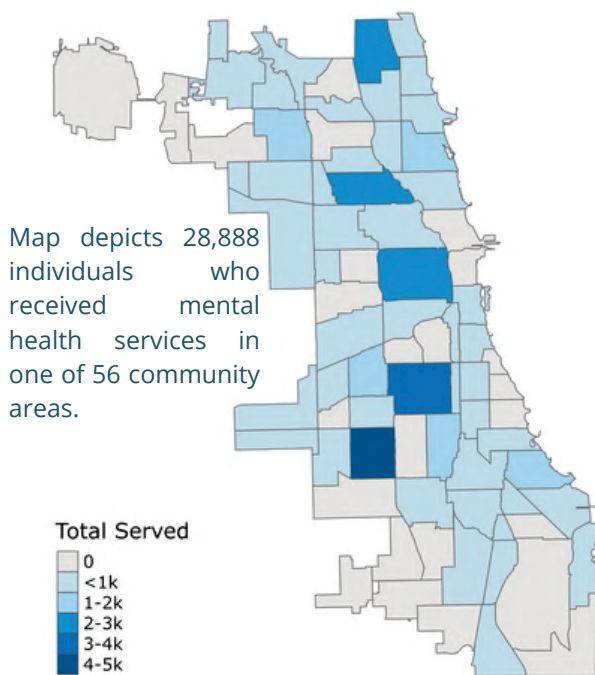 Map depicts 28,888
individuals who
received mental
health services in
one of 56 community
areas.
Total Served
0
<1k
1-2k
2-3k
3-4k
4-5k